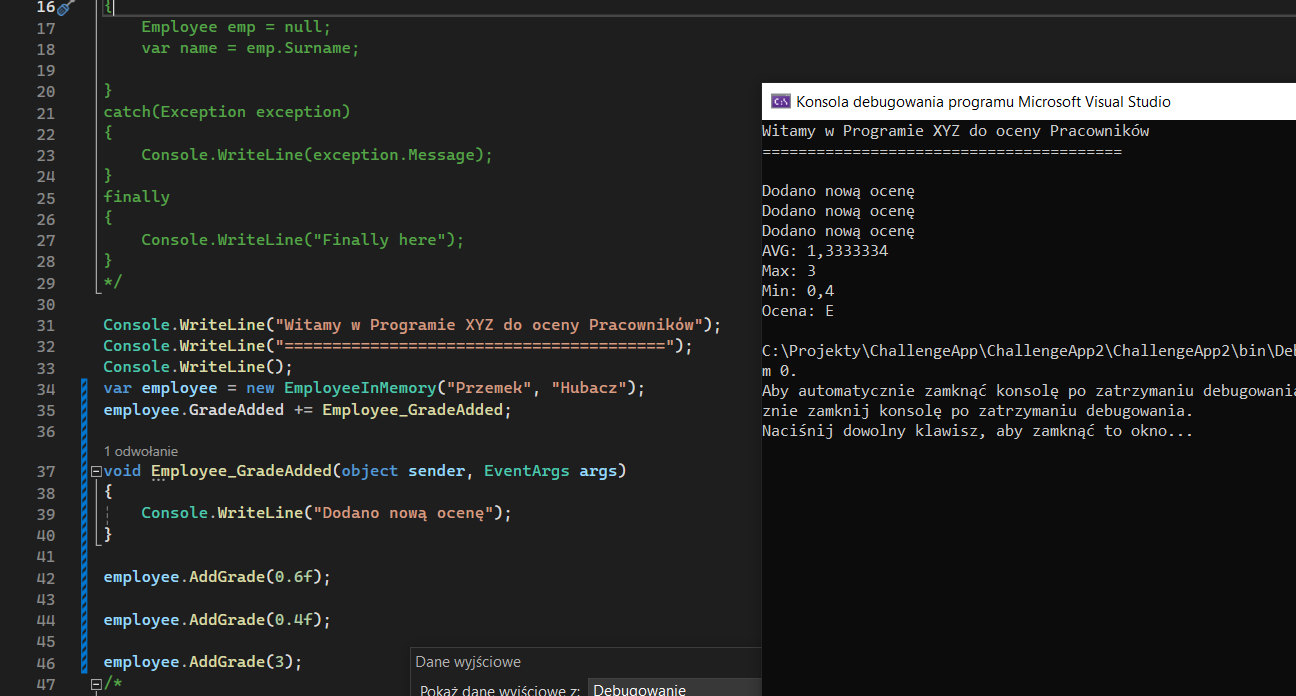 16 {
17 Employee emp = null;
18 var name = emp.Surname;
19
20 }
21 catch(Exception exception)
22 {
23 Console.WriteLine(exception.Message);
24 }
25 finally
26 {
27 Console.WriteLine("Finally here");
28 }
29 */
30
31 Console.WriteLine("Witamy w Programie XYZ do oceny Pracowników");
32 Console.WriteLine("========================================");
33 Console.WriteLine();
34 var employee = new EmployeeInMemory("Przemek", "Hubacz");
35 employee.GradeAdded += Employee_GradeAdded;
36
1 odwołanie
37 void Employee_GradeAdded(object sender, EventArgs args)
38 {
39 Console.WriteLine("Dodano nową ocenę");
40 }
41
42 employee.AddGrade(0.6f);
43
44 employee.AddGrade(0.4f);
45
46 employee.AddGrade(3);
47 /*
Dane wyjściowe
Pokaż dane wyjściowe z: Debugowanie
Konsola debugowania programu Microsoft Visual Studio
Witamy w Programie XYZ do oceny Pracowników
========================================
Dodano nową ocenę
Dodano nową ocenę
Dodano nową ocenę
AVG: 1,3333334
Max: 3
Min: 0,4
Ocena: E
C:\Projekty\ChallengeApp\ChallengeApp2\ChallengeApp2\bin\Deb
m 0.
Aby automatycznie zamknąć konsolę po zatrzymaniu debugowania
znie zamknij konsolę po zatrzymaniu debugowania.
Naciśnij dowolny klawisz, aby zamknąć to okno...